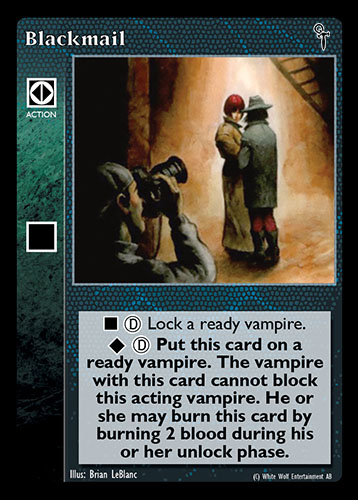 Blackmail
ACTION
D Lock a ready vampire.
D Put this card on a
ready vampire. The vampire
with this card cannot block
this acting vampire. He or
she may burn this card by
burning 2 blood during his
or her unlock phase.
Illus: Brian LeBlanc
(C) White Wolf Entertainment AB